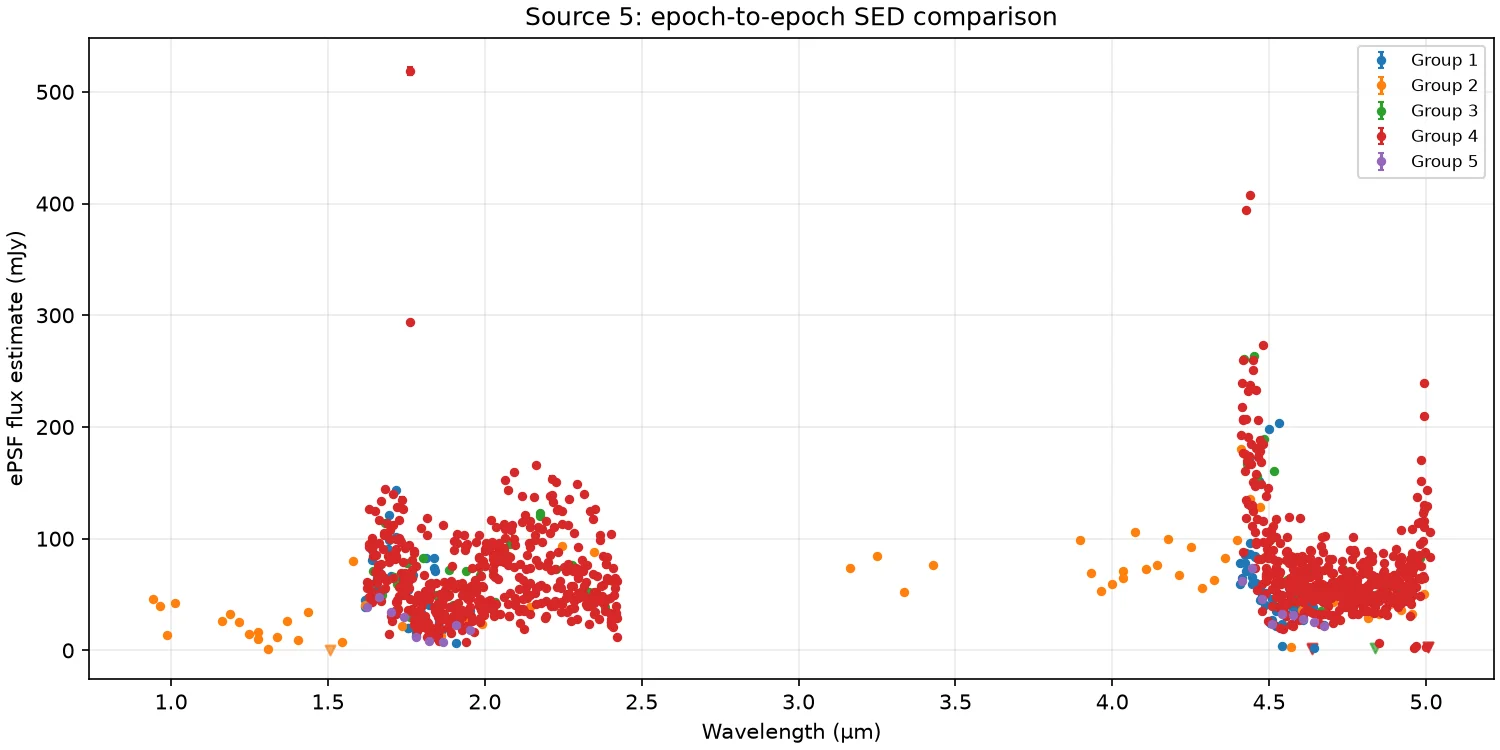 Source 5: epoch-to-epoch SED comparison
ePSF flux estimate (mJy)
500
400
300
200
100
0
Group 1
Group 2
Group 3
Group 4
Group 5
1.0 1.5 2.0 2.5 3.0 3.5 4.0 4.5 5.0
Wavelength (μm)